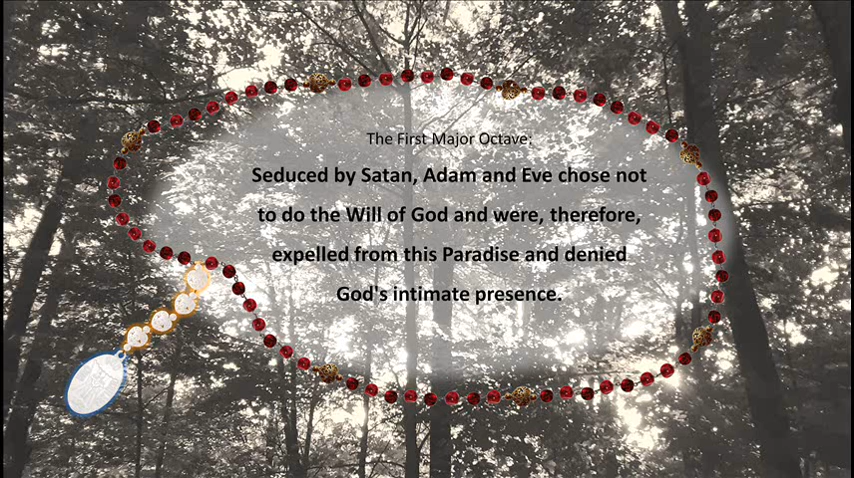 The First Major Octave:
Seduced by Satan, Adam and Eve chose not
to do the Will of God and were, therefore,
expelled from this Paradise and denied
God's intimate presence.